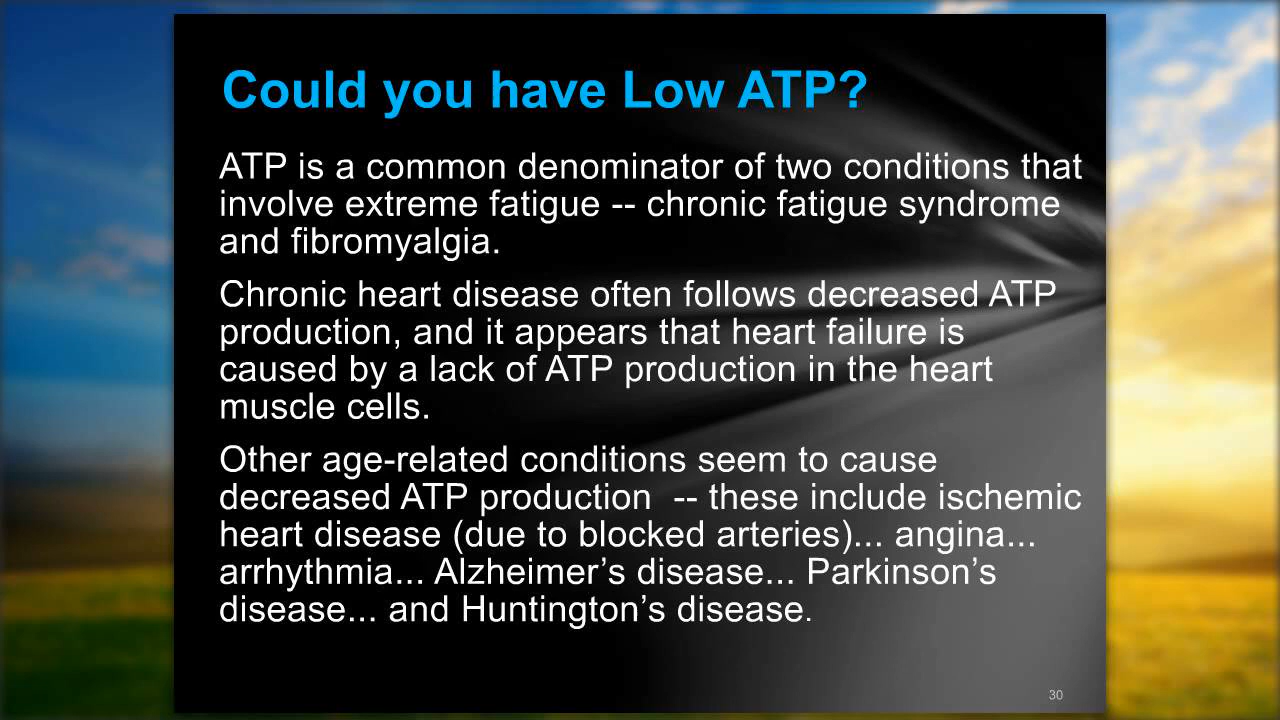 Could you have Low ATP?
ATP is a common denominator of two conditions that
involve extreme fatigue -- chronic fatigue syndrome
and fibromyalgia.
Chronic heart disease often follows decreased ATP
production, and it appears that heart failure is
caused by a lack of ATP production in the heart
muscle cells.
Other age-related conditions seem to cause
decreased ATP production  -- these include ischemic
heart disease (due to blocked arteries)... angina...
arrhythmia... Alzheimer’s disease... Parkinson’s
disease... and Huntington’s disease.
30